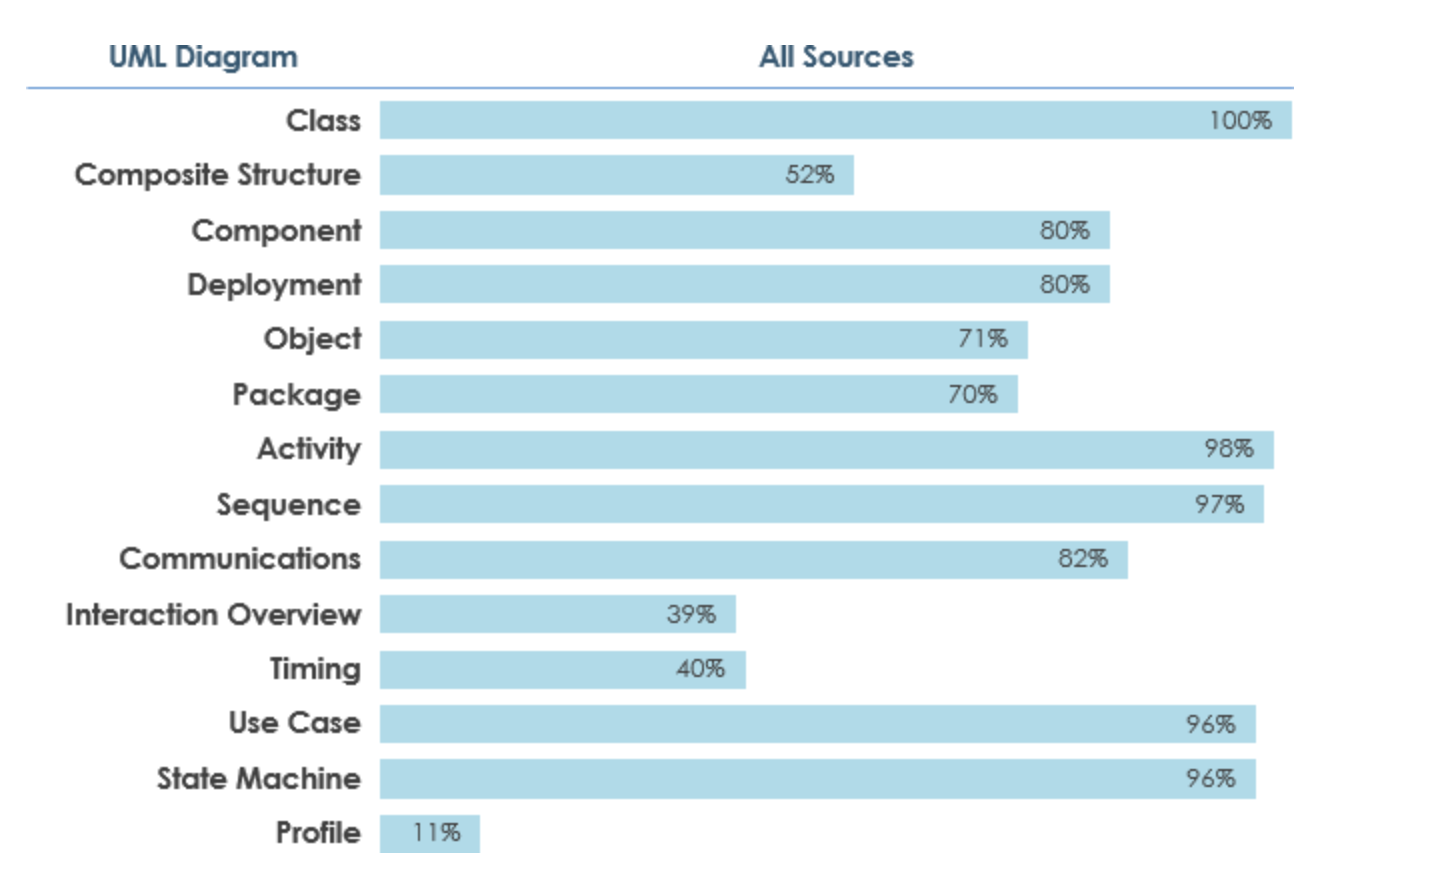 UML Diagram All Sources
Class 100%
Composite Structure 52%
Component 80%
Deployment 80%
Object 71%
Package 70%
Activity 98%
Sequence 97%
Communications 82%
Interaction Overview 39%
Timing 40%
Use Case 96%
State Machine 96%
Profile 11%